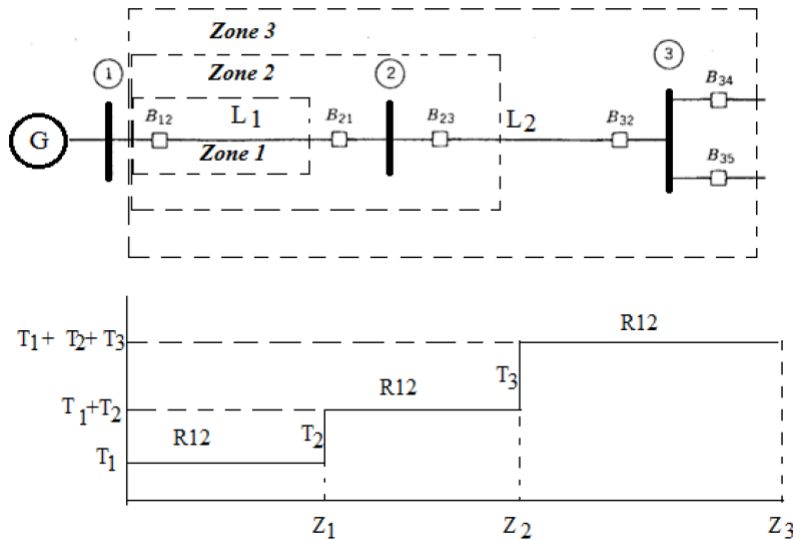 Zone 3
1
Zone 2
2
3
B12
L1
B21
B23
L2
B32
B34
G
Zone 1
B35
T1+ T2+ T3
R12
T3
T1+T2
R12
T2
R12
T1
Z1
Z2
Z3